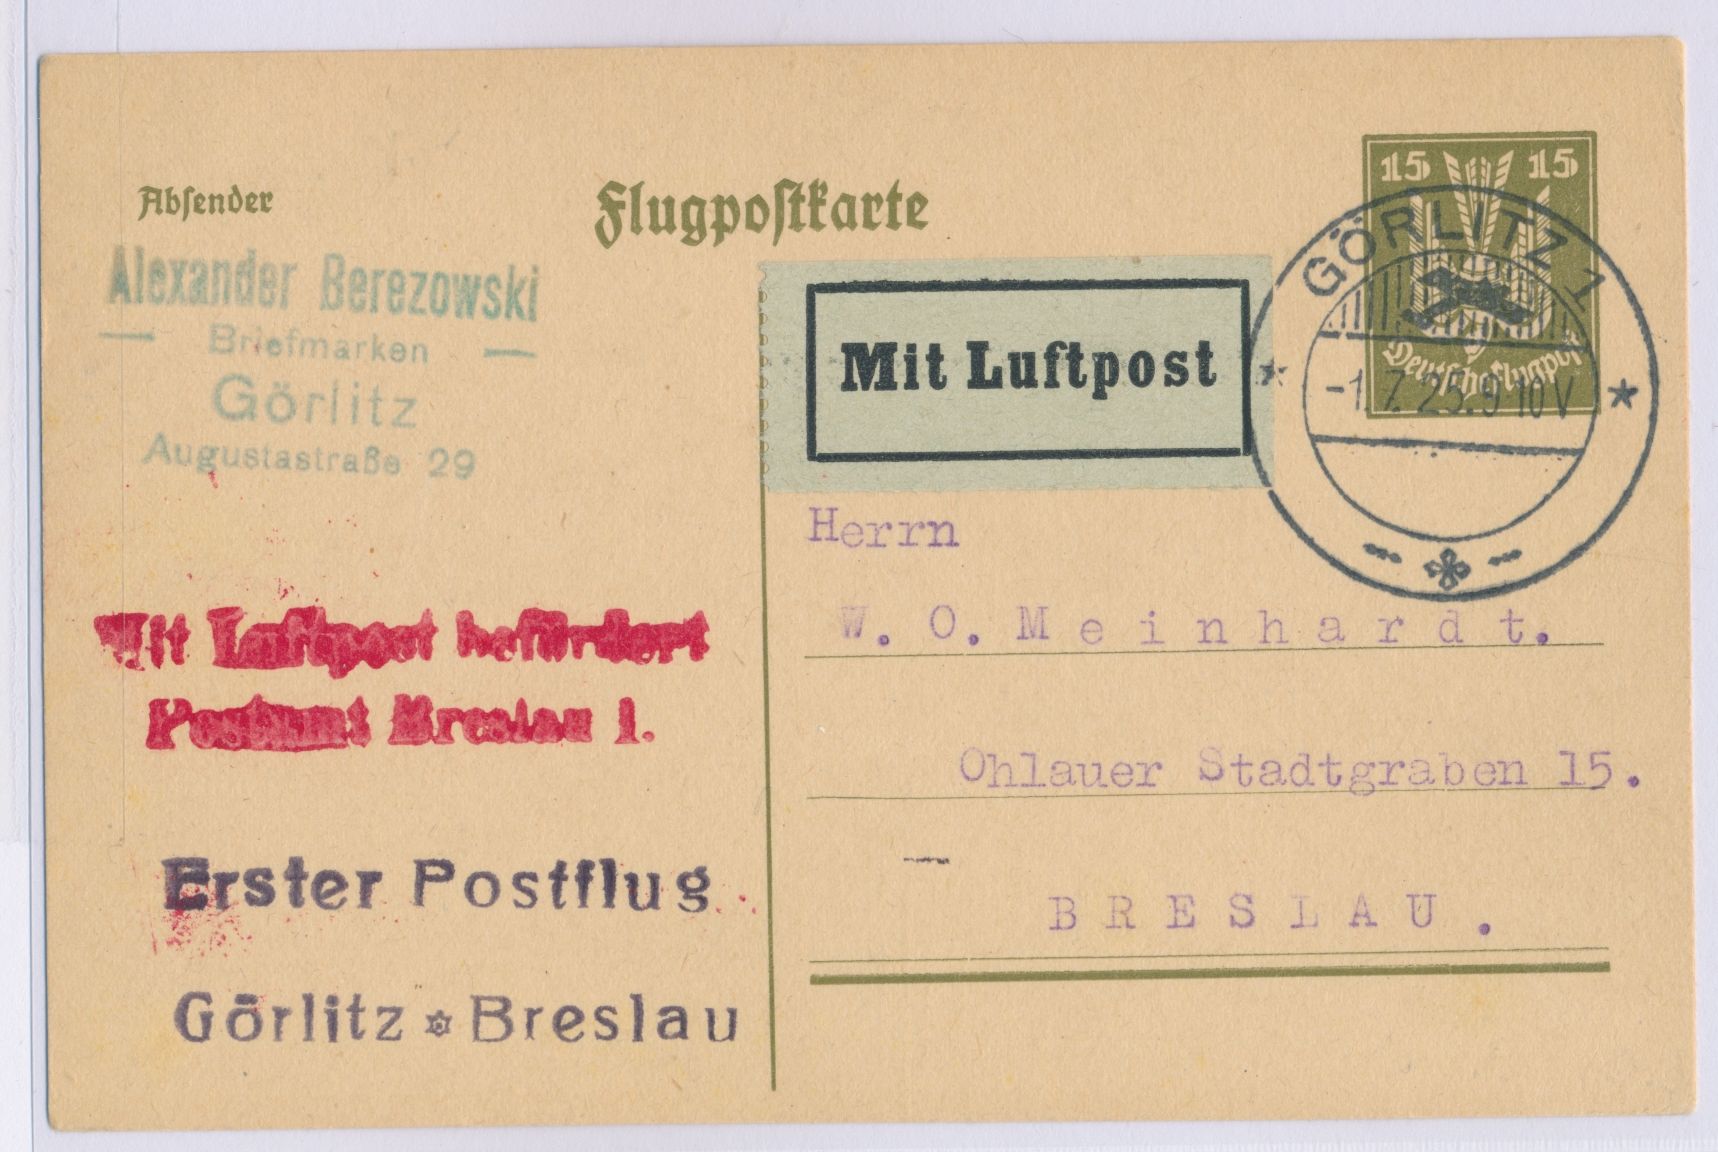 Absender
Flugpostkarte
15 15
Deutsche Flugpost
GÖRLITZ 1
-1.7.25.9-10V
Alexander Berezowski
Briefmarken
Görlitz
Augustastraße 29
Mit Luftpost
Herrn
W. O. Meinhardt.
Ohlauer Stadtgraben 15.
BRESLAU.
Mit Luftpost befördert
Postamt Breslau 1.
Erster Postflug
Görlitz * Breslau